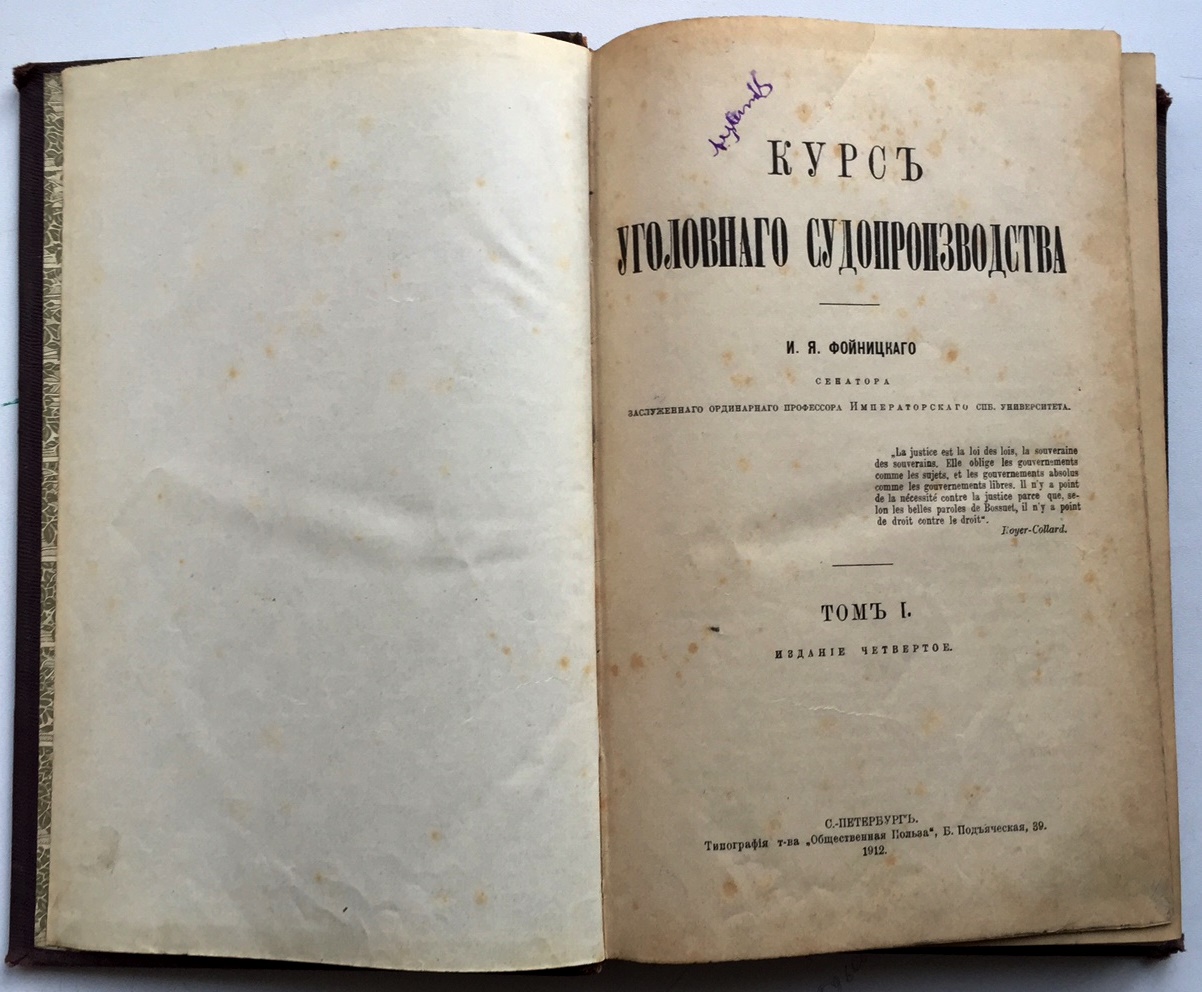 КУРСЪ
УГОЛОВНАГО СУДОПРОИЗВОДСТВА
И. Я. ФОЙНИЦКАГО
СЕНАТОРА
ЗАСЛУЖЕННАГО ОРДИНАРНАГО ПРОФЕССОРА ИМПЕРАТОРСКАГО СПБ. УНИВЕРСИТЕТА.
„La justice est la loi des lois, la souveraine
des souverains. Elle oblige les gouvernements
comme les sujets, et les gouvernements absolus
comme les gouvernements libres. Il n'y a point
de la nécessité contre la justice parce que, se-
lon les belles paroles de Bossuet, il n'y a point
de droit contre le droit“.
Royer-Collard.
ТОМЪ I.
ИЗДАНІЕ ЧЕТВЕРТОЕ.
С.-ПЕТЕРБУРГЪ.
Типографія т-ва „Общественная Польза“, Б. Подъяческая, 39.
1912.